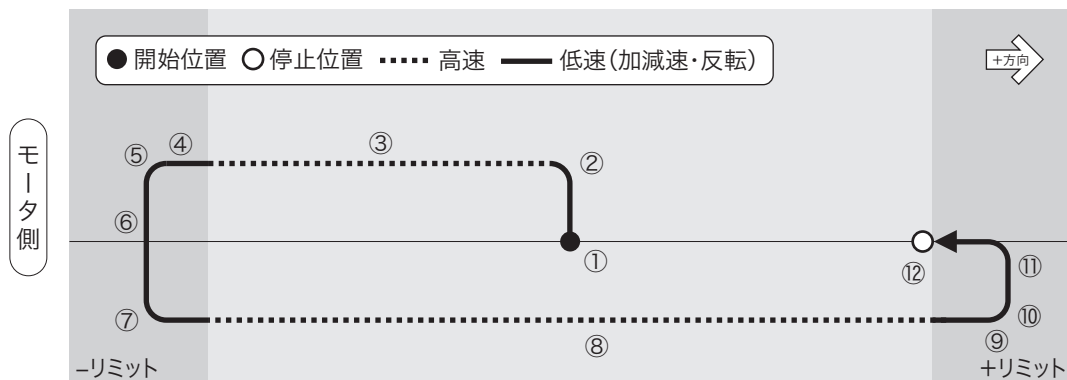 ●開始位置 ○停止位置 ⋯⋯ 高速 ── 低速(加減速・反転)
+方向
モータ側
⑤ ④ ③ ②
⑥
①
⑫ ⑪
⑦ ⑧ ⑩
⑨
−リミット +リミット